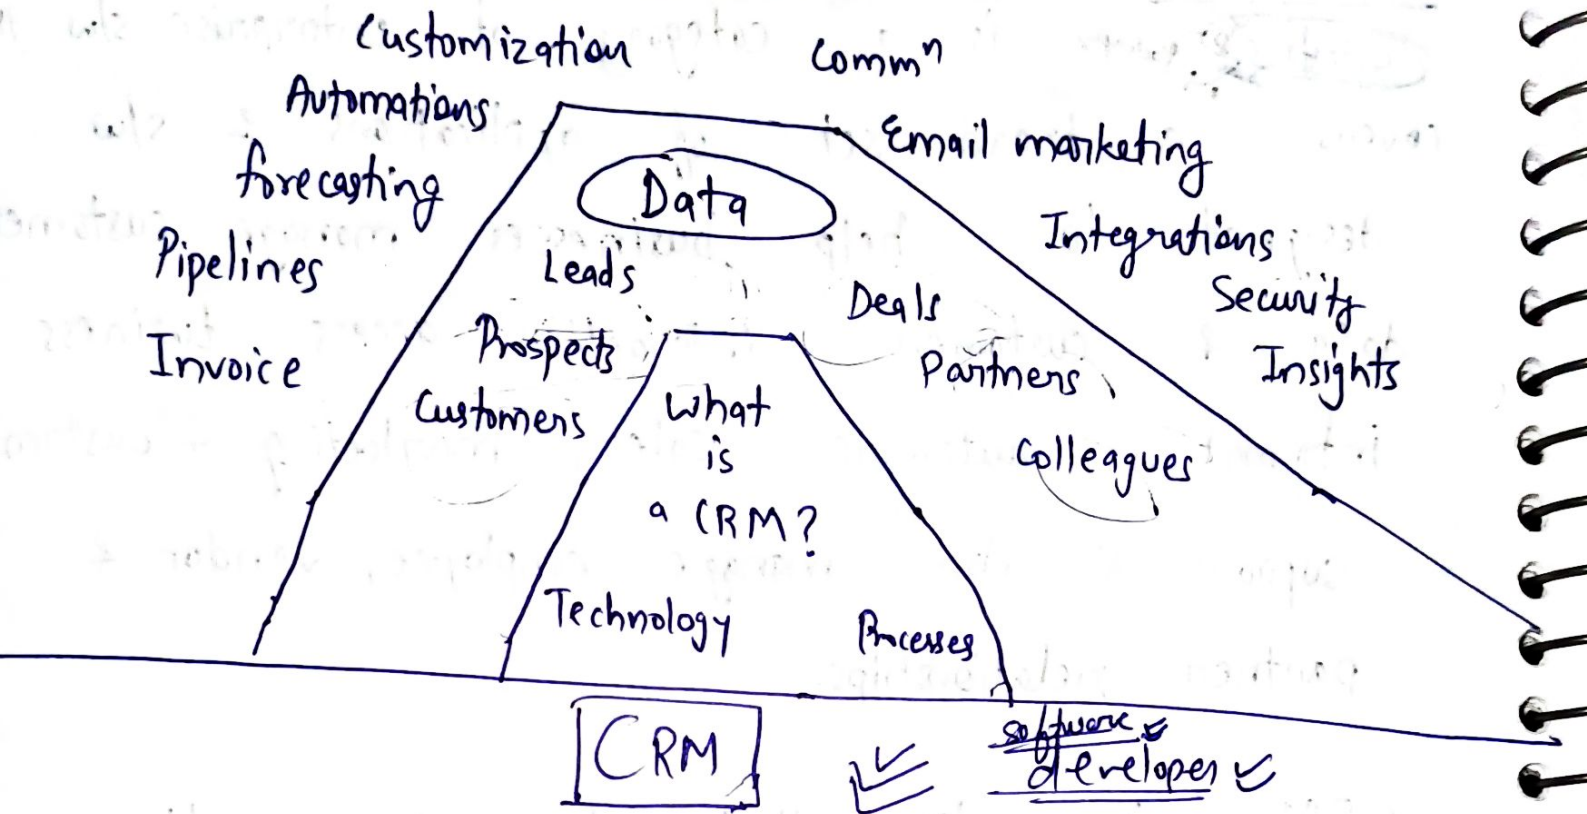 Customization
Commⁿ
Automations
Email marketing
forecasting
Data
Integrations
Pipelines
Leads
Security
Deals
Invoice
Prospects
Insights
Partners
Customers
What
is
a CRM?
Colleagues
Technology
Processes
CRM
software
developer